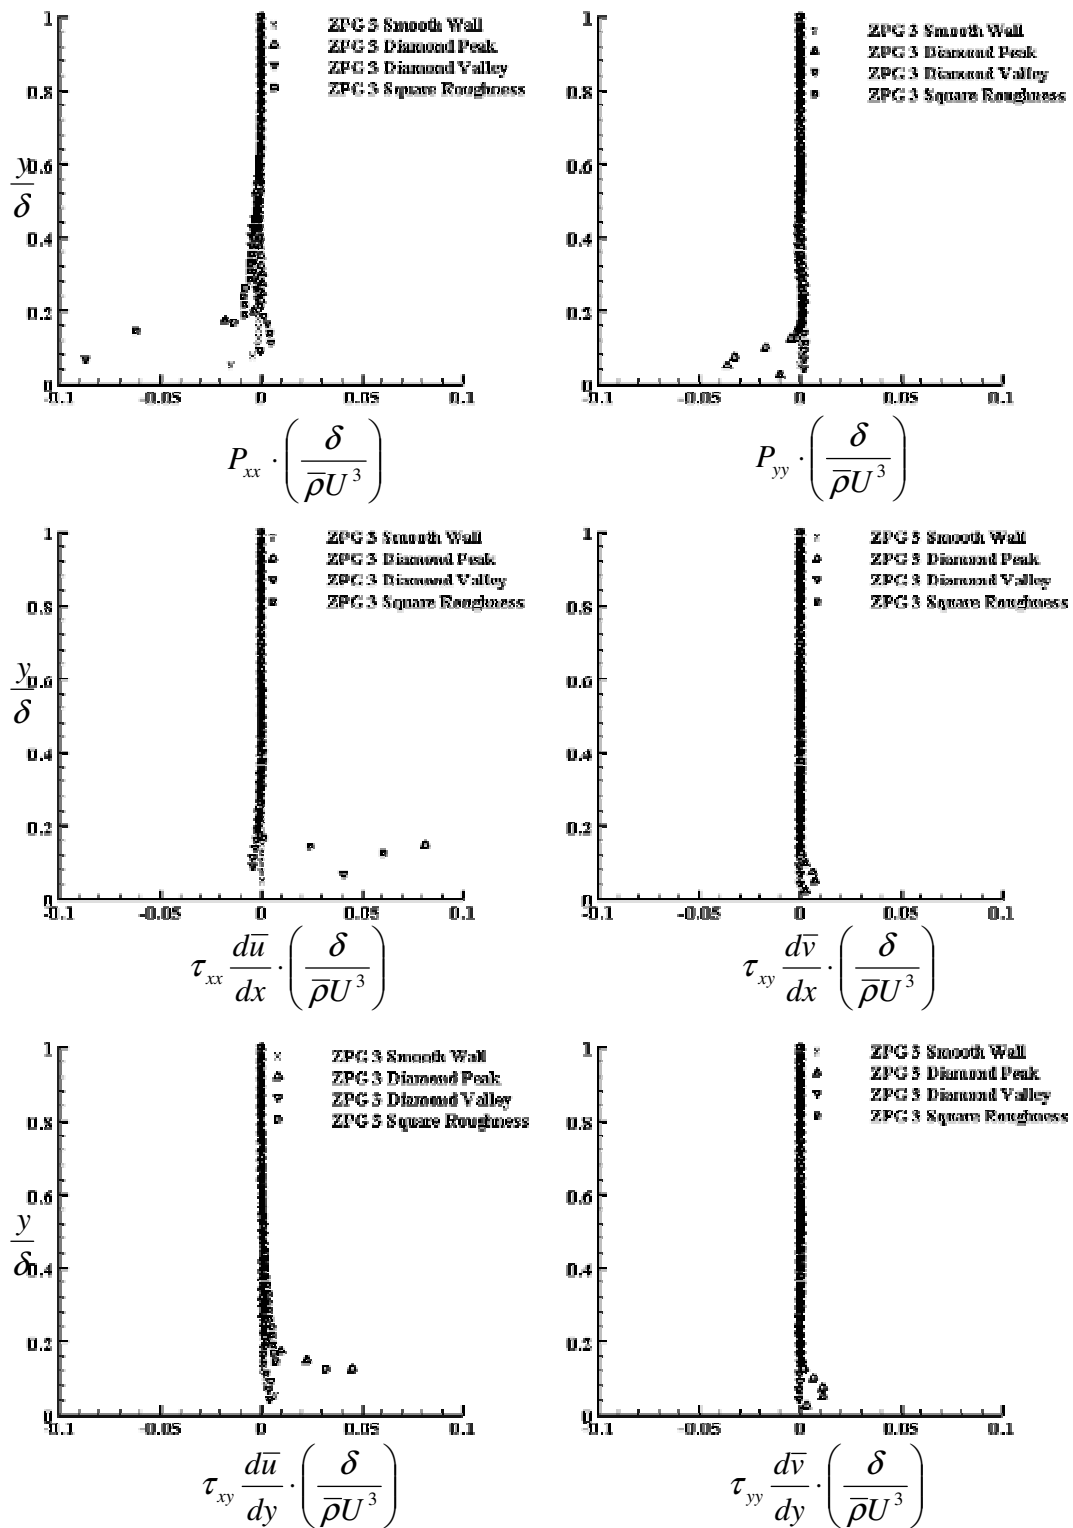 1
0.8
0.6
0.4
0.2
0
y/δ
-0.1 -0.05 0 0.05 0.1
ZPG 3 Smooth Wall
ZPG 3 Diamond Peak
ZPG 3 Diamond Valley
ZPG 3 Square Roughness
P_xx · (δ / ρ̅U^3)
1
0.8
0.6
0.4
0.2
0
-0.1 -0.05 0 0.05 0.1
ZPG 3 Smooth Wall
ZPG 3 Diamond Peak
ZPG 3 Diamond Valley
ZPG 3 Square Roughness
P_yy · (δ / ρ̅U^3)
1
0.8
0.6
0.4
0.2
0
y/δ
-0.1 -0.05 0 0.05 0.1
ZPG 3 Smooth Wall
ZPG 3 Diamond Peak
ZPG 3 Diamond Valley
ZPG 3 Square Roughness
τ_xx du̅/dx · (δ / ρ̅U^3)
1
0.8
0.6
0.4
0.2
0
-0.1 -0.05 0 0.05 0.1
ZPG 3 Smooth Wall
ZPG 3 Diamond Peak
ZPG 3 Diamond Valley
ZPG 3 Square Roughness
τ_xy dv̅/dx · (δ / ρ̅U^3)
1
0.8
0.6
0.4
0.2
0
y/δ
-0.1 -0.05 0 0.05 0.1
ZPG 3 Smooth Wall
ZPG 3 Diamond Peak
ZPG 3 Diamond Valley
ZPG 3 Square Roughness
τ_xy du̅/dy · (δ / ρ̅U^3)
1
0.8
0.6
0.4
0.2
0
-0.1 -0.05 0 0.05 0.1
ZPG 3 Smooth Wall
ZPG 3 Diamond Peak
ZPG 3 Diamond Valley
ZPG 3 Square Roughness
τ_yy dv̅/dy · (δ / ρ̅U^3)